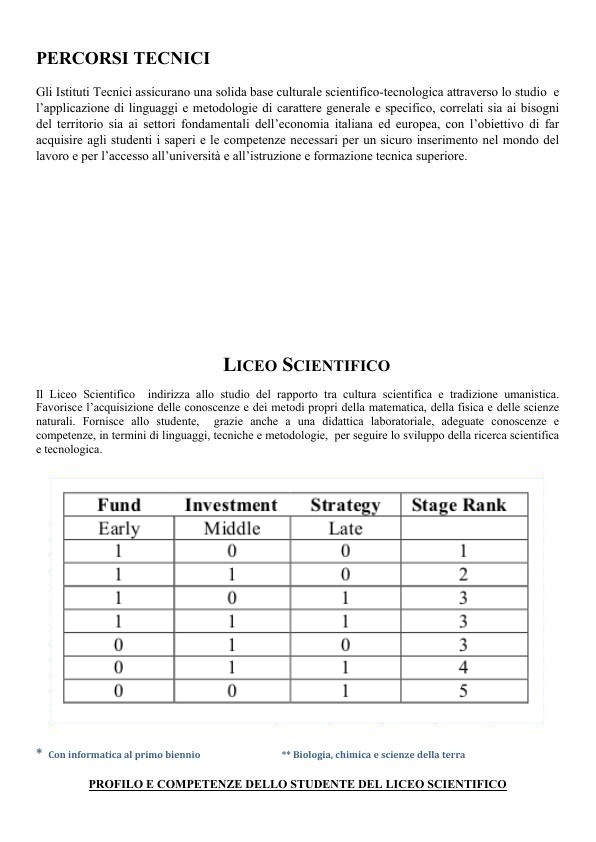 PERCORSI TECNICI
Gli Istituti Tecnici assicurano una solida base culturale scientifico-tecnologica attraverso lo studio e
l’applicazione di linguaggi e metodologie di carattere generale e specifico, correlati sia ai bisogni
del territorio sia ai settori fondamentali dell’economia italiana ed europea, con l’obiettivo di far
acquisire agli studenti i saperi e le competenze necessari per un sicuro inserimento nel mondo del
lavoro e per l’accesso all’università e all’istruzione e formazione tecnica superiore.
LICEO SCIENTIFICO
Il Liceo Scientifico indirizza allo studio del rapporto tra cultura scientifica e tradizione umanistica.
Favorisce l’acquisizione delle conoscenze e dei metodi propri della matematica, della fisica e delle scienze
naturali. Fornisce allo studente, grazie anche a una didattica laboratoriale, adeguate conoscenze e
competenze, in termini di linguaggi, tecniche e metodologie, per seguire lo sviluppo della ricerca scientifica
e tecnologica.
Fund Investment Strategy Stage Rank
Early Middle Late
1 0 0 1
1 1 0 2
1 0 1 3
1 1 1 3
0 1 0 3
0 1 1 4
0 0 1 5
* Con informatica al primo biennio ** Biologia, chimica e scienze della terra
PROFILO E COMPETENZE DELLO STUDENTE DEL LICEO SCIENTIFICO